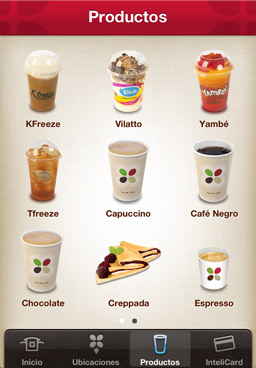 Productos
KFreeze
Vilatto
Yambé
Tfreeze
Capuccino
Café Negro
Chocolate
Creppada
Espresso
Inicio
Ubicaciones
Productos
InteliCard